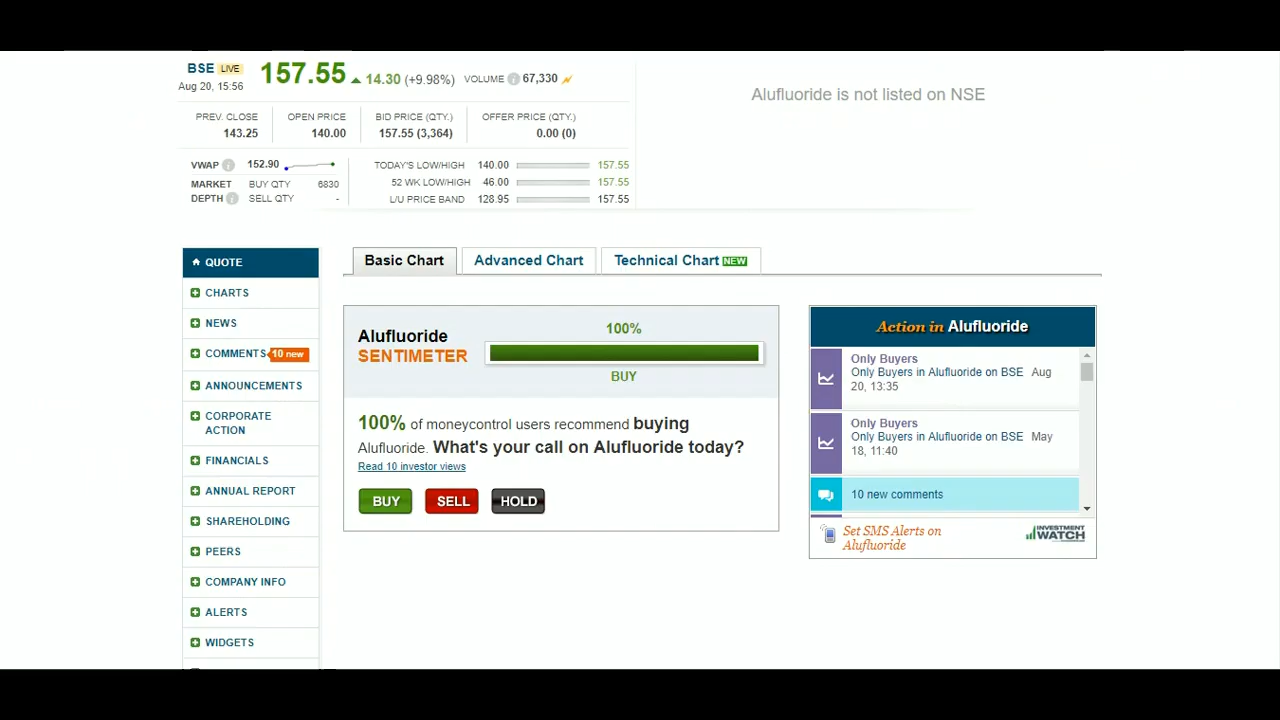 BSE LIVE 157.55 14.30 (+9.98%) VOLUME 67,330
Aug 20, 15:56
Alufluoride is not listed on NSE
PREV. CLOSE OPEN PRICE BID PRICE (QTY.) OFFER PRICE (QTY.)
143.25 140.00 157.55 (3,364) 0.00 (0)
VWAP 152.90
MARKET DEPTH
BUY QTY 6830
SELL QTY -
TODAY'S LOW/HIGH 140.00 157.55
52 WK LOW/HIGH 46.00 157.55
L/U PRICE BAND 128.95 157.55
QUOTE
CHARTS
NEWS
COMMENTS 10 new
ANNOUNCEMENTS
CORPORATE
ACTION
FINANCIALS
ANNUAL REPORT
SHAREHOLDING
PEERS
COMPANY INFO
ALERTS
WIDGETS
Basic Chart Advanced Chart Technical Chart NEW
Alufluoride
SENTIMETER
100%
BUY
100% of moneycontrol users recommend buying
Alufluoride. What's your call on Alufluoride today?
Read 10 investor views
BUY SELL HOLD
Action in Alufluoride
Only Buyers
Only Buyers in Alufluoride on BSE Aug
20, 13:35
Only Buyers
Only Buyers in Alufluoride on BSE May
18, 11:40
10 new comments
Set SMS Alerts on
Alufluoride
INVESTMENT
WATCH